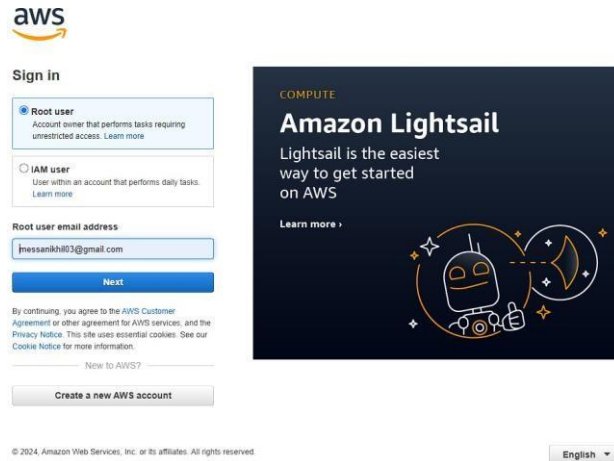 aws
Sign in
Root user
Account owner that performs tasks requiring
unrestricted access. Learn more
IAM user
User within an account that performs daily tasks.
Learn more
Root user email address
messanikhil03@gmail.com
Next
By continuing, you agree to the AWS Customer
Agreement or other agreement for AWS services, and the
Privacy Notice. This site uses essential cookies. See our
Cookie Notice for more information.
New to AWS?
Create a new AWS account
COMPUTE
Amazon Lightsail
Lightsail is the easiest
way to get started
on AWS
Learn more ›
© 2024, Amazon Web Services, Inc. or its affiliates. All rights reserved.
English